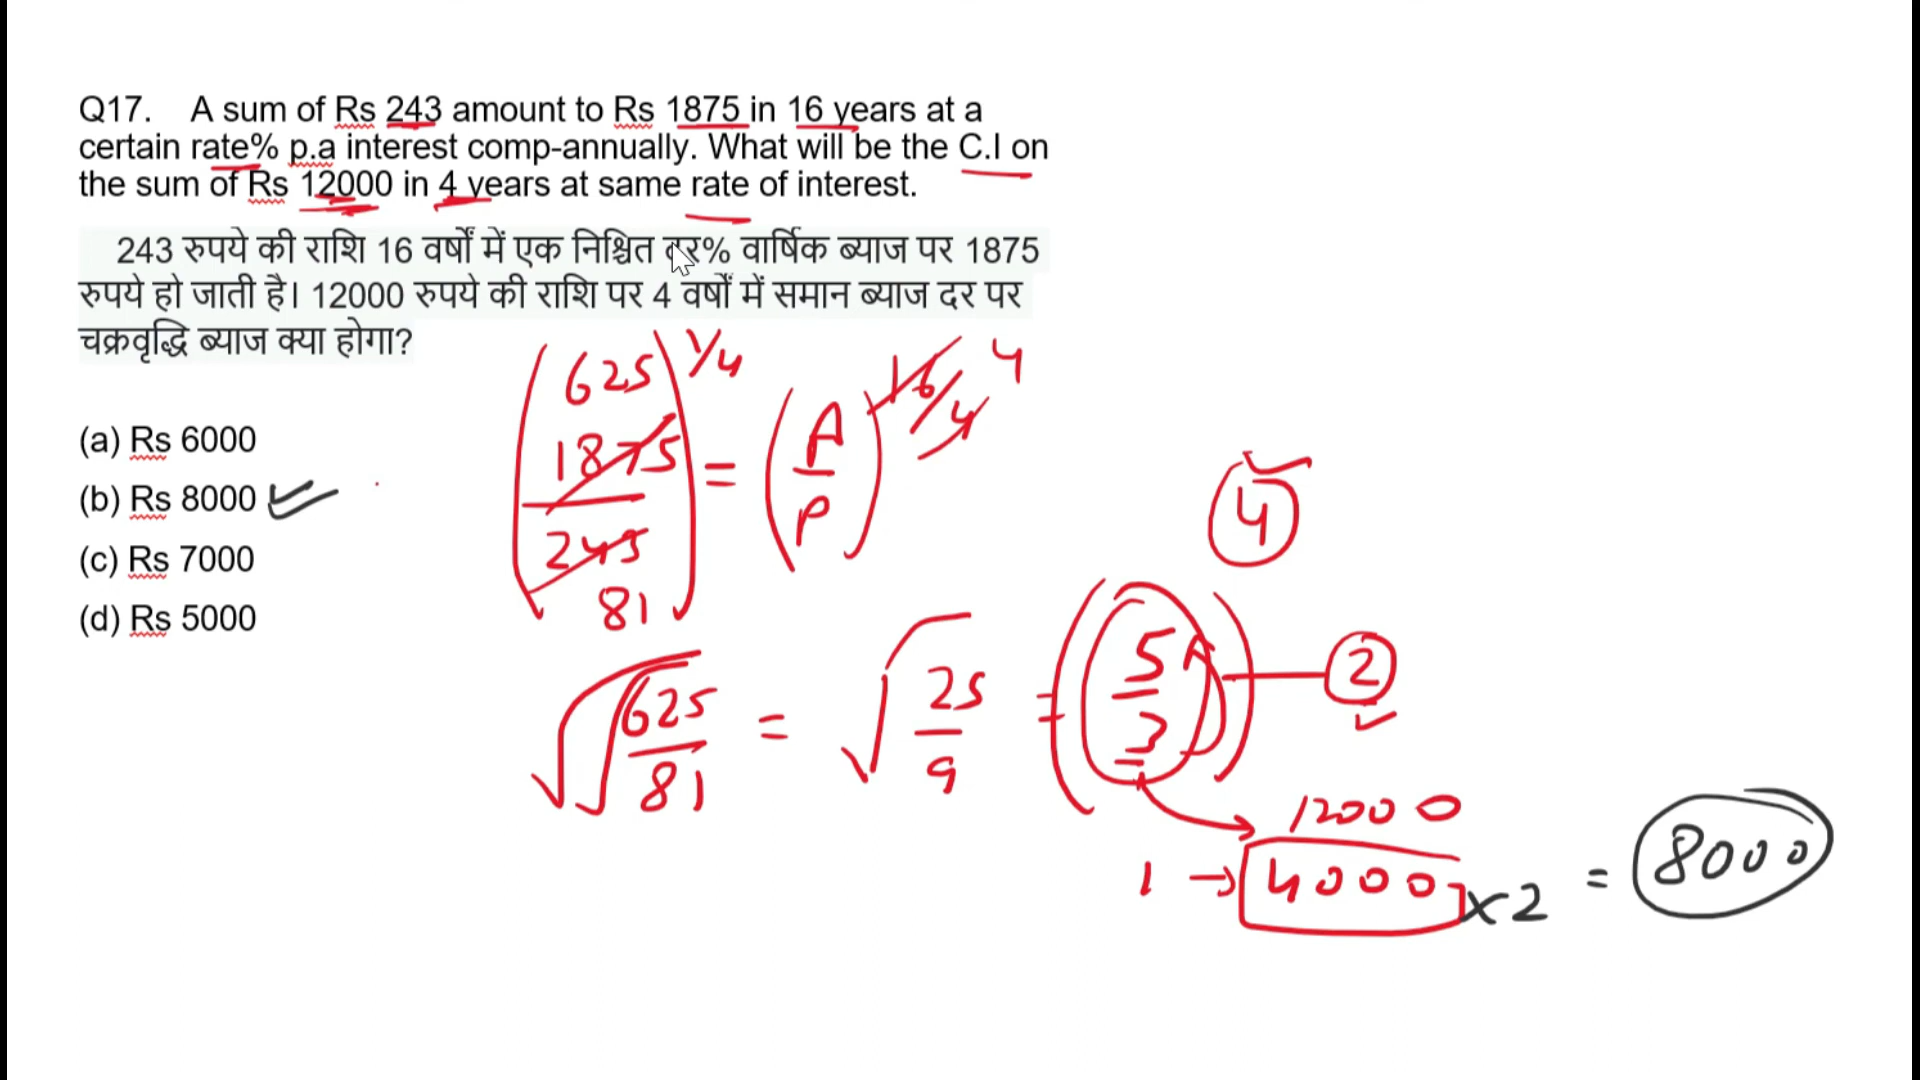 Q17. A sum of Rs 243 amount to Rs 1875 in 16 years at a
certain rate% p.a interest comp-annually. What will be the C.I on
the sum of Rs 12000 in 4 years at same rate of interest.
243 रुपये की राशि 16 वर्षों में एक निश्चित दर% वार्षिक ब्याज पर 1875
रुपये हो जाती है। 12000 रुपये की राशि पर 4 वर्षों में समान ब्याज दर पर
चक्रवृद्धि ब्याज क्या होगा?
(a) Rs 6000
(b) Rs 8000
(c) Rs 7000
(d) Rs 5000
625 1/4
1875
243
81
= (A/P) 16/4 4
4
√√625/81 = √25/9 = (5/3) A 2
12000
1 → 4000 × 2 = 8000